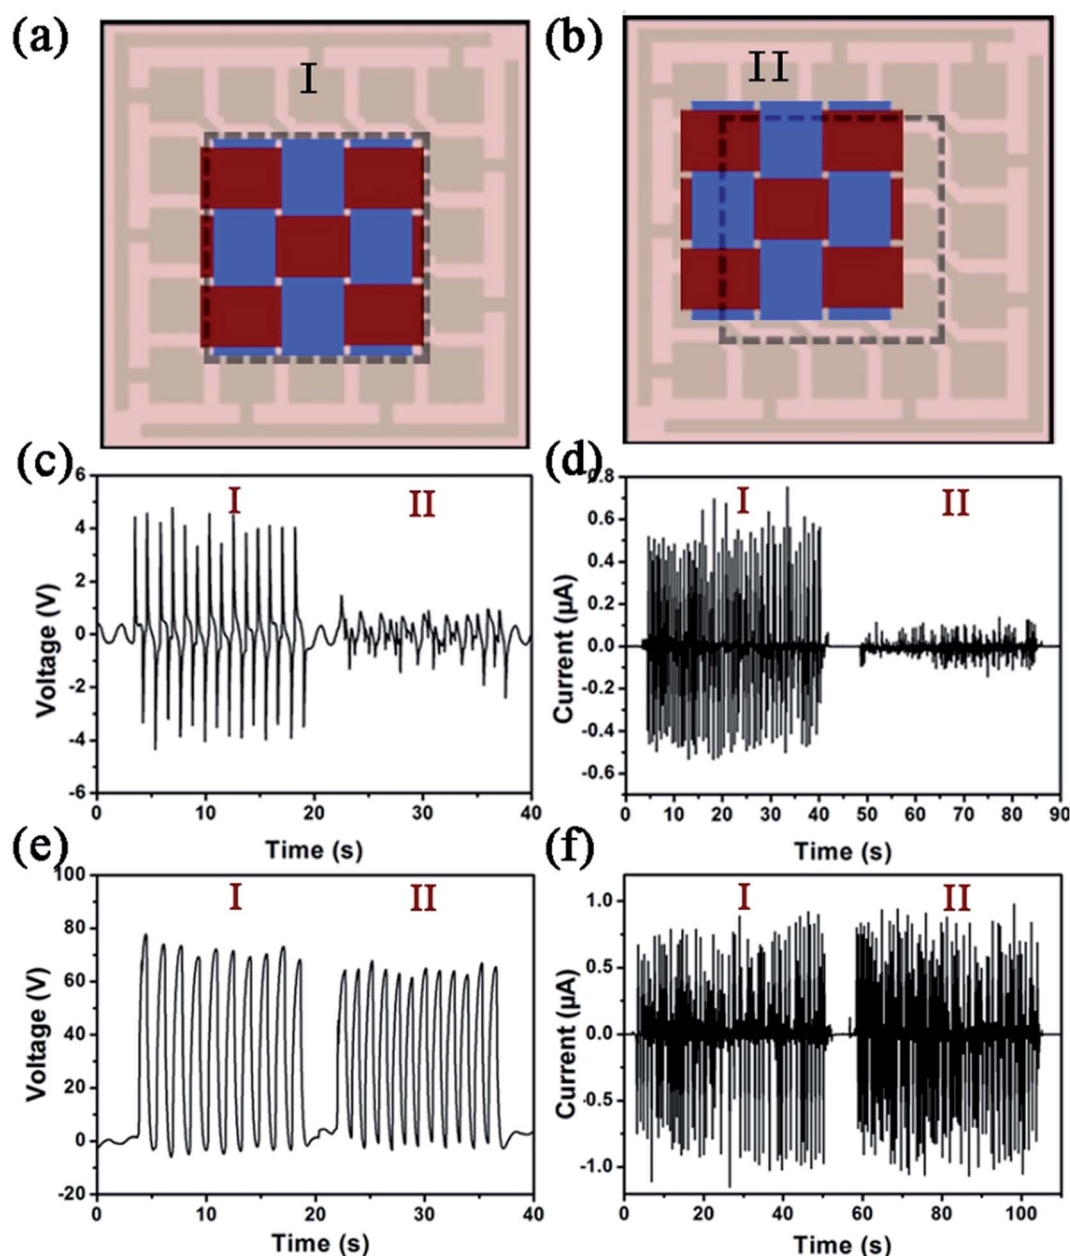 (a)
I
(b)
II
(c)
6
4
2
0
-2
-4
-6
Voltage (V)
I
II
0 10 20 30 40
Time (s)
(d)
0.8
0.6
0.4
0.2
0.0
-0.2
-0.4
-0.6
Current (µA)
I
II
0 10 20 30 40 50 60 70 80 90
Time (s)
(e)
100
80
60
40
20
0
-20
Voltage (V)
I
II
0 10 20 30 40
Time (s)
(f)
1.0
0.5
0.0
-0.5
-1.0
Current (µA)
I
II
0 20 40 60 80 100
Time (s)